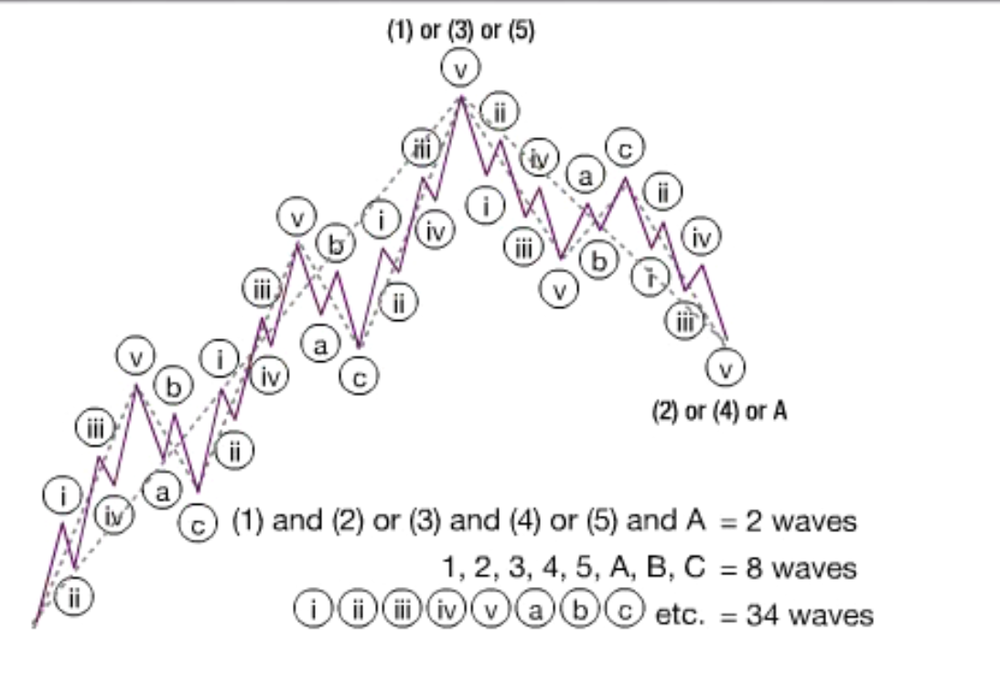 (1) or (3) or (5)
v
ii
iii
iv
c
a
ii
v
i
i
b
iv
iv
iii
b
i
iii
v
ii
iii
a
v
i
iv
c
v
b
iii
ii
i
iv
a
c
i
ii
v
(2) or (4) or A
(1) and (2) or (3) and (4) or (5) and A = 2 waves
1, 2, 3, 4, 5, A, B, C = 8 waves
i ii iii iv v a b c etc. = 34 waves